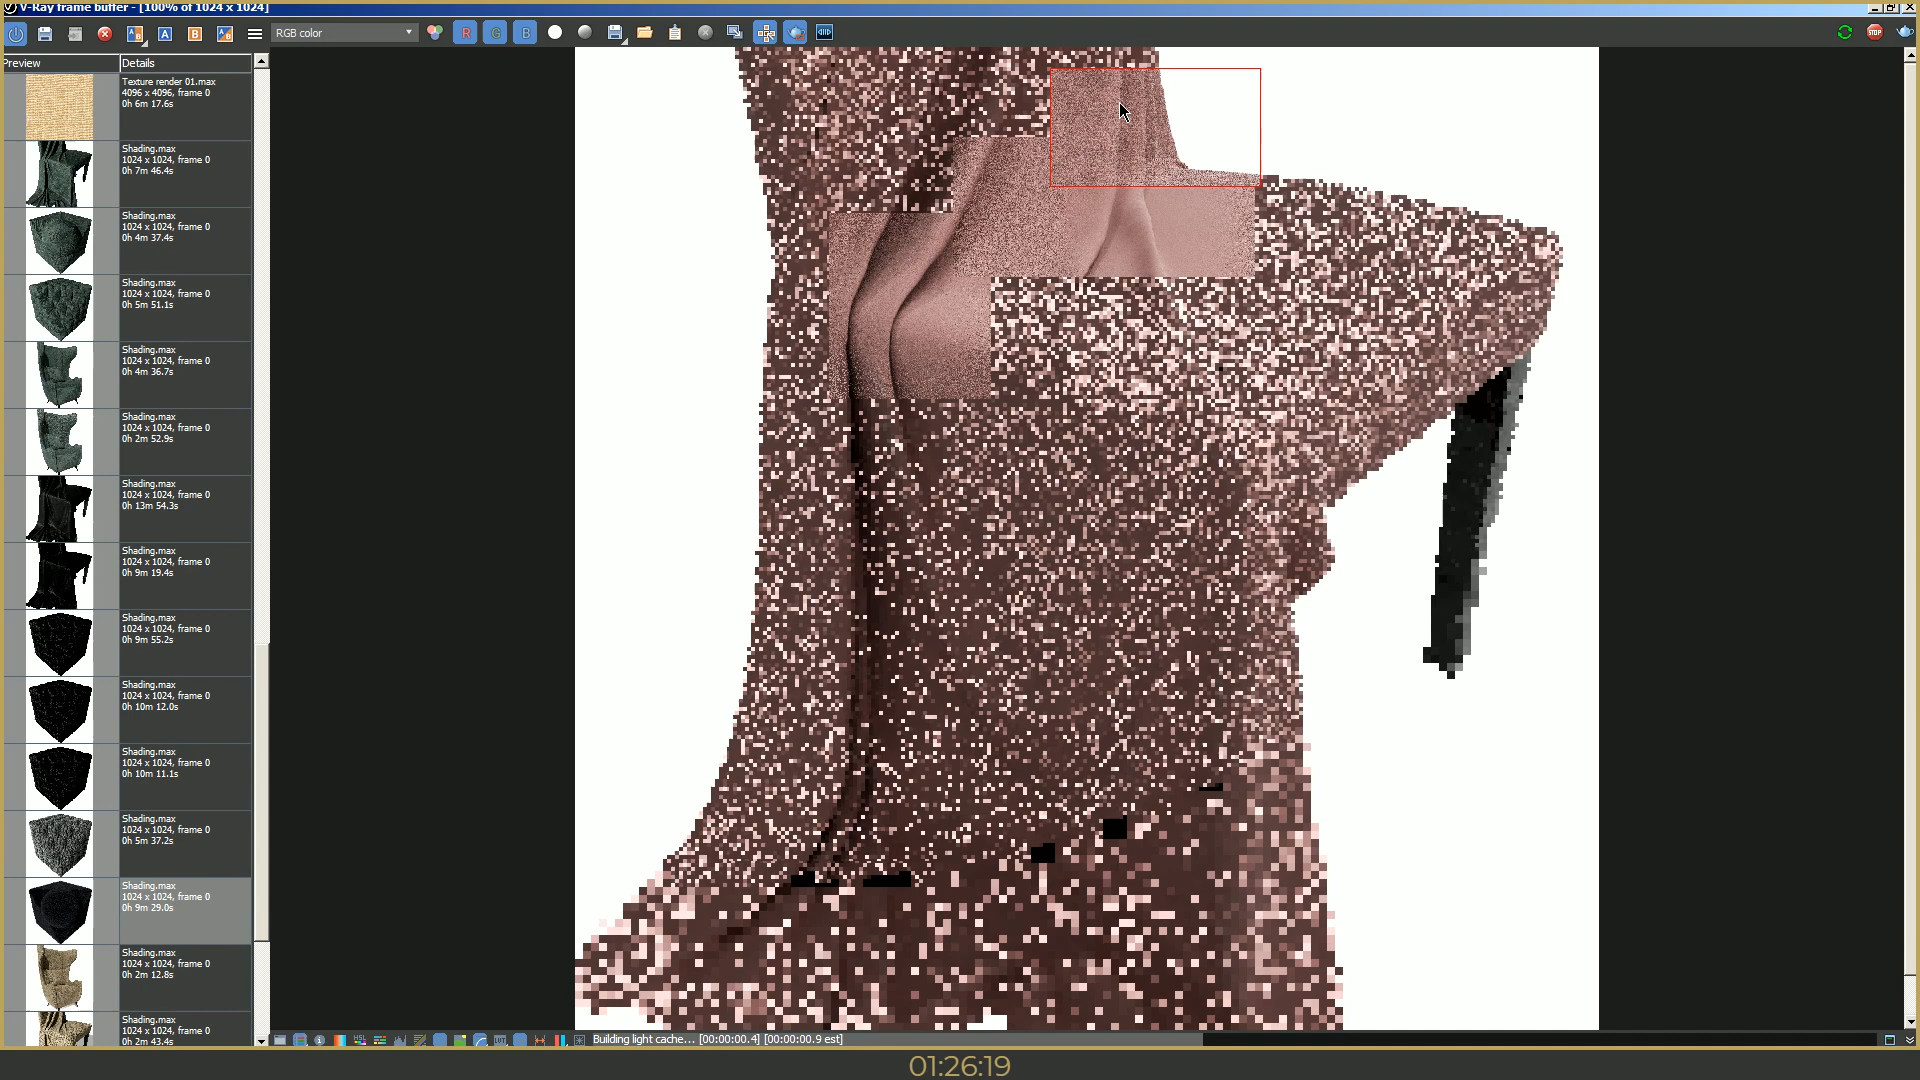 V-Ray frame buffer - [100% of 1024 x 1024]
RGB color
R
G
B
A
B
STOP
Preview
Details
Texture render 01.max
4096 x 4096, frame 0
0h 6m 17.6s
Shading.max
1024 x 1024, frame 0
0h 7m 46.4s
Shading.max
1024 x 1024, frame 0
0h 4m 37.4s
Shading.max
1024 x 1024, frame 0
0h 5m 51.1s
Shading.max
1024 x 1024, frame 0
0h 4m 36.7s
Shading.max
1024 x 1024, frame 0
0h 2m 52.9s
Shading.max
1024 x 1024, frame 0
0h 13m 54.3s
Shading.max
1024 x 1024, frame 0
0h 9m 19.4s
Shading.max
1024 x 1024, frame 0
0h 9m 55.2s
Shading.max
1024 x 1024, frame 0
0h 10m 12.0s
Shading.max
1024 x 1024, frame 0
0h 10m 11.1s
Shading.max
1024 x 1024, frame 0
0h 5m 37.2s
Shading.max
1024 x 1024, frame 0
0h 9m 29.0s
Shading.max
1024 x 1024, frame 0
0h 2m 12.8s
Shading.max
1024 x 1024, frame 0
0h 2m 43.4s
Building light cache... [00:00:00.4] [00:00:00.9 est]
01:26:19